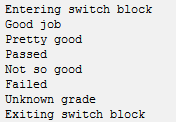 Entering switch block
Good job
Pretty good
Passed
Not so good
Failed
Unknown grade
Exiting switch block